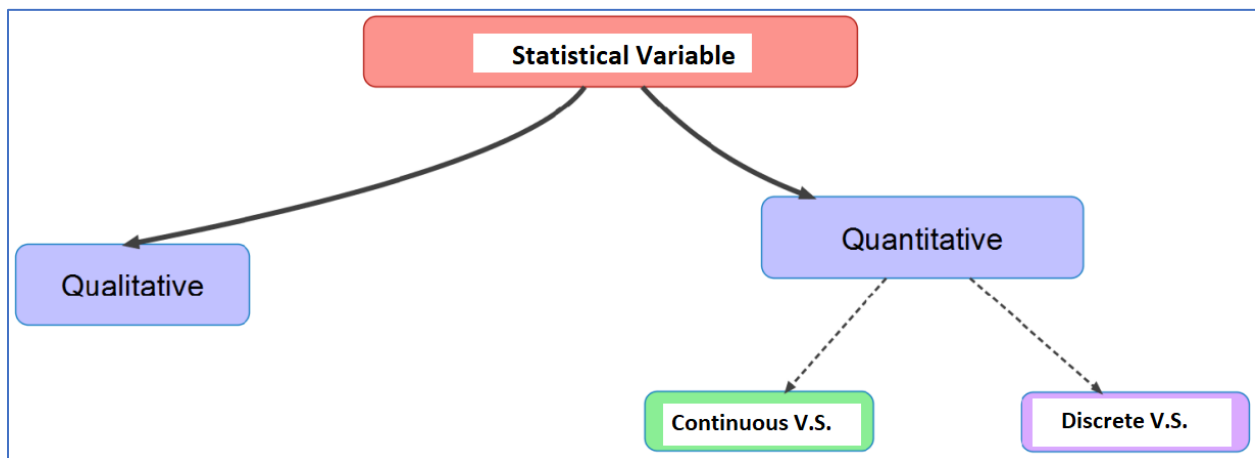 Statistical Variable
Quantitative
Qualitative
Continuous V.S.
Discrete V.S.